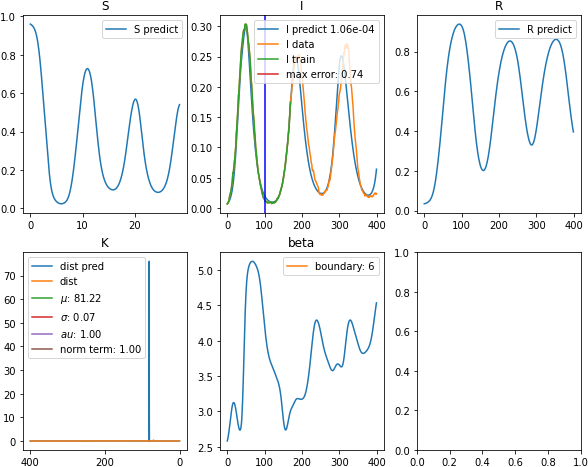 S
I
R
S predict
I predict 1.06e-04
I data
I train
max error: 0.74
R predict
1.0
0.8
0.6
0.4
0.2
0.0
0 10 20
0.30
0.25
0.20
0.15
0.10
0.05
0.00
0 100 200 300 400
0.8
0.6
0.4
0.2
0.0
0 100 200 300 400
K
beta
dist pred
dist
μ: 81.22
σ: 0.07
au: 1.00
norm term: 1.00
boundary: 6
70
60
50
40
30
20
10
0
400 200 0
5.0
4.5
4.0
3.5
3.0
2.5
0 100 200 300 400
1.0
0.8
0.6
0.4
0.2
0.0
0.0 0.2 0.4 0.6 0.8 1.0